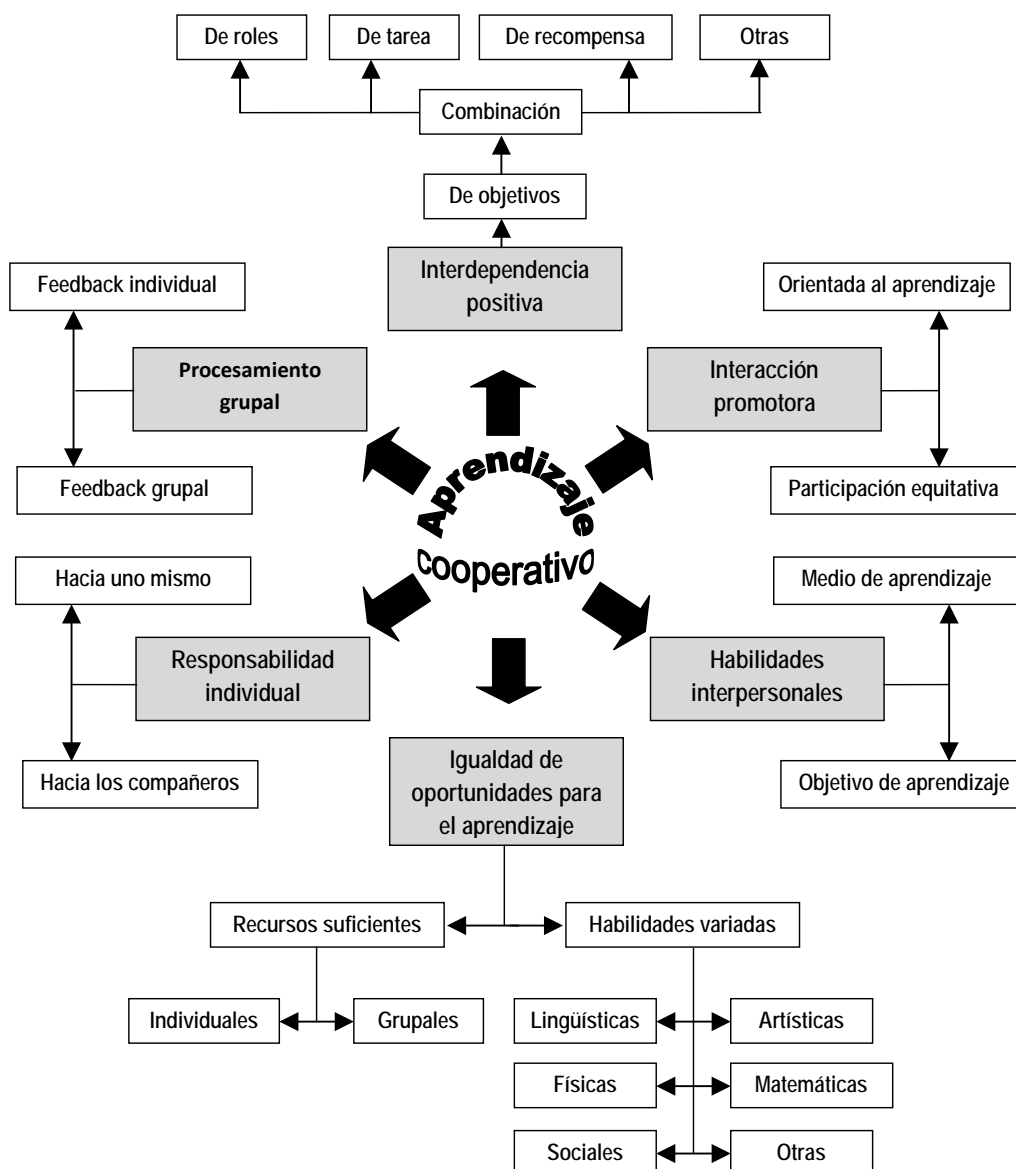 De roles
De tarea
De recompensa
Otras
Combinación
De objetivos
Interdependencia
positiva
Feedback individual
Orientada al aprendizaje
Procesamiento
grupal
Interacción
promotora
Feedback grupal
Participación equitativa
Aprendizaje
cooperativo
Hacia uno mismo
Medio de aprendizaje
Responsabilidad
individual
Habilidades
interpersonales
Hacia los compañeros
Objetivo de aprendizaje
Igualdad de
oportunidades para
el aprendizaje
Recursos suficientes
Habilidades variadas
Individuales
Grupales
Lingüísticas
Artísticas
Físicas
Matemáticas
Sociales
Otras